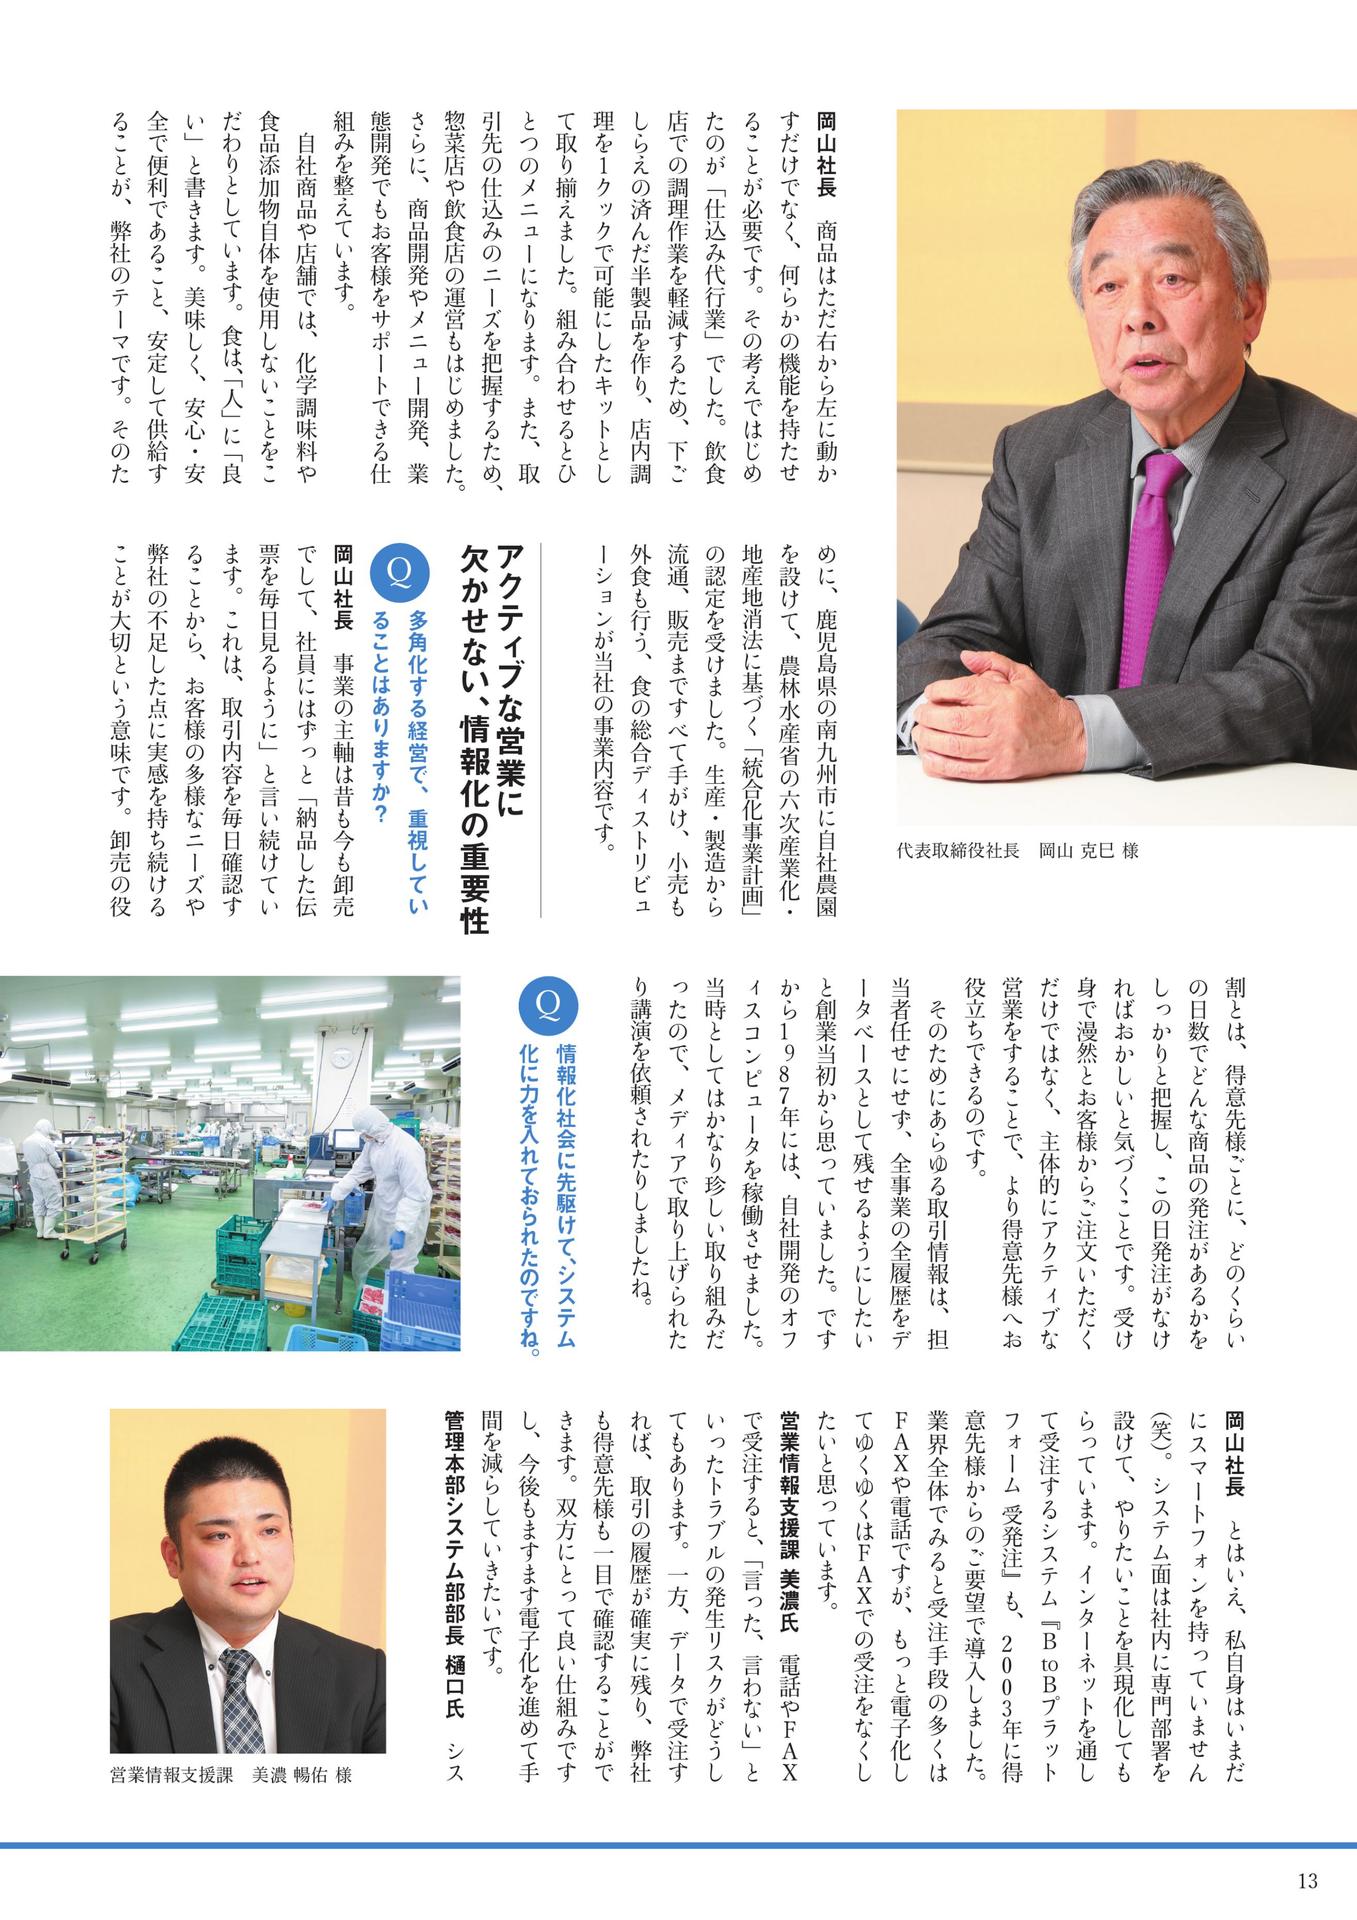 岡山社長　商品はただ右から左に動か
すだけでなく、何らかの機能を持たせ
ることが必要です。その考えではじめ
たのが「仕込み代行業」でした。飲食
店での調理作業を軽減するため、下ご
しらえの済んだ半製品を作り、店内調
理を1クックで可能にしたキットとし
て取り揃えました。組み合わせるとひ
とつのメニューになります。また、取
引先の仕込みのニーズを把握するため、
惣菜店や飲食店の運営もはじめました。
さらに、商品開発やメニュー開発、業
態開発でもお客様をサポートできる仕
組みを整えています。
　自社商品や店舗では、化学調味料や
食品添加物自体を使用しないことをこ
だわりとしています。食は、「人」に「良
い」と書きます。美味しく、安心・安
全で便利であること、安定して供給す
ることが、弊社のテーマです。そのた
めに、鹿児島県の南九州市に自社農園
を設けて、農林水産省の六次産業化・
地産地消法に基づく「統合化事業計画」
の認定を受けました。生産・製造から
流通、販売まですべて手がけ、小売も
外食も行う、食の総合ディストリビュ
ーションが当社の事業内容です。
代表取締役社長　岡山 克巳 様
アクティブな営業に
欠かせない、情報化の重要性
Q
多角化する経営で、重視してい
ることはありますか？
岡山社長　事業の主軸は昔も今も卸売
でして、社員にはずっと「納品した伝
票を毎日見るように」と言い続けてい
ます。これは、取引内容を毎日確認す
ることから、お客様の多様なニーズや
弊社の不足した点に実感を持ち続ける
ことが大切という意味です。卸売の役
割とは、得意先様ごとに、どのくらい
の日数でどんな商品の発注があるかを
しっかりと把握し、この日発注がなけ
ればおかしいと気づくことです。受け
身で漫然とお客様からご注文いただく
だけではなく、主体的にアクティブな
営業をすることで、より得意先様へお
役立ちできるのです。
　そのためにあらゆる取引情報は、担
当者任せにせず、全事業の全履歴をデ
ータベースとして残せるようにしたい
と創業当初から思っていました。です
から1987年には、自社開発のオフ
ィスコンピュータを稼働させました。
当時としてはかなり珍しい取り組みだ
ったので、メディアで取り上げられた
り講演を依頼されたりしましたね。
Q
情報化社会に先駆けて、システム
化に力を入れておられたのですね。
岡山社長　とはいえ、私自身はいまだ
にスマートフォンを持っていません
（笑）。システム面は社内に専門部署を
設けて、やりたいことを具現化しても
らっています。インターネットを通し
て受注するシステム『BtoBプラット
フォーム 受発注』も、2003年に得
意先様からのご要望で導入しました。
業界全体でみると受注手段の多くは
FAXや電話ですが、もっと電子化し
てゆくゆくはFAXでの受注をなくし
たいと思っています。
営業情報支援課 美濃氏　電話やFAX
で受注すると、「言った、言わない」と
いったトラブルの発生リスクがどうし
てもあります。一方、データで受注す
れば、取引の履歴が確実に残り、弊社
も得意先様も一目で確認することがで
きます。双方にとって良い仕組みです
し、今後もますます電子化を進めて手
間を減らしていきたいです。
管理本部システム部部長 樋口氏　シス
営業情報支援課　美濃 暢佑 様
13